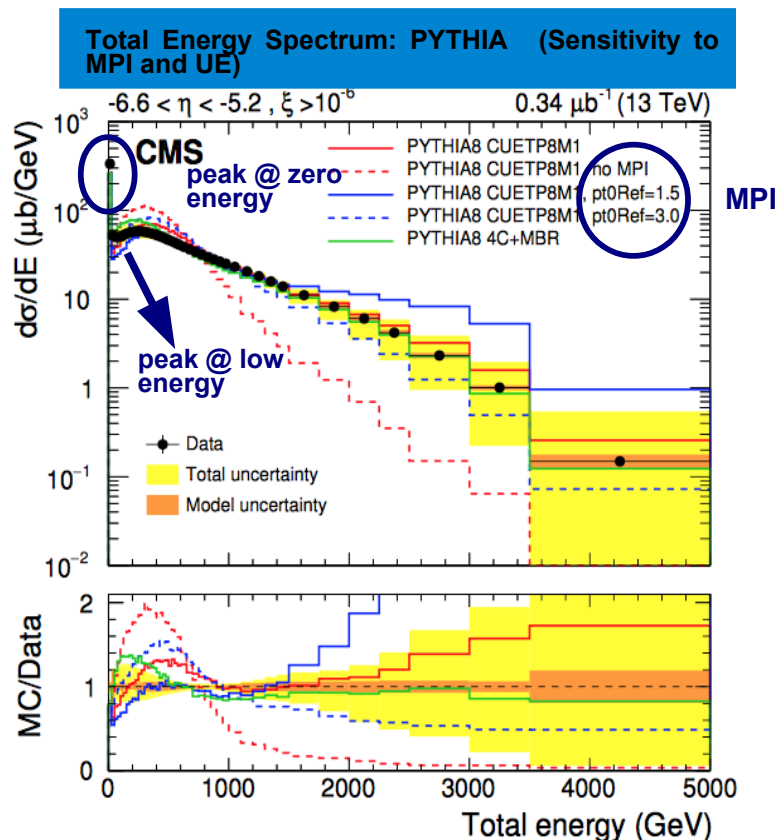 Total Energy Spectrum: PYTHIA (Sensitivity to
MPI and UE)
-6.6 < η < -5.2 , ξ >10⁻⁶
0.34 μb⁻¹ (13 TeV)
CMS
peak @ zero
energy
PYTHIA8 CUETP8M1
PYTHIA8 CUETP8M1, no MPI
PYTHIA8 CUETP8M1, pt0Ref=1.5
PYTHIA8 CUETP8M1, pt0Ref=3.0
PYTHIA8 4C+MBR
MPI
dσ/dE (μb/GeV)
10³
10²
10
1
10⁻¹
10⁻²
peak @ low
energy
Data
Total uncertainty
Model uncertainty
MC/Data
2
1
0
0 1000 2000 3000 4000 5000
Total energy (GeV)